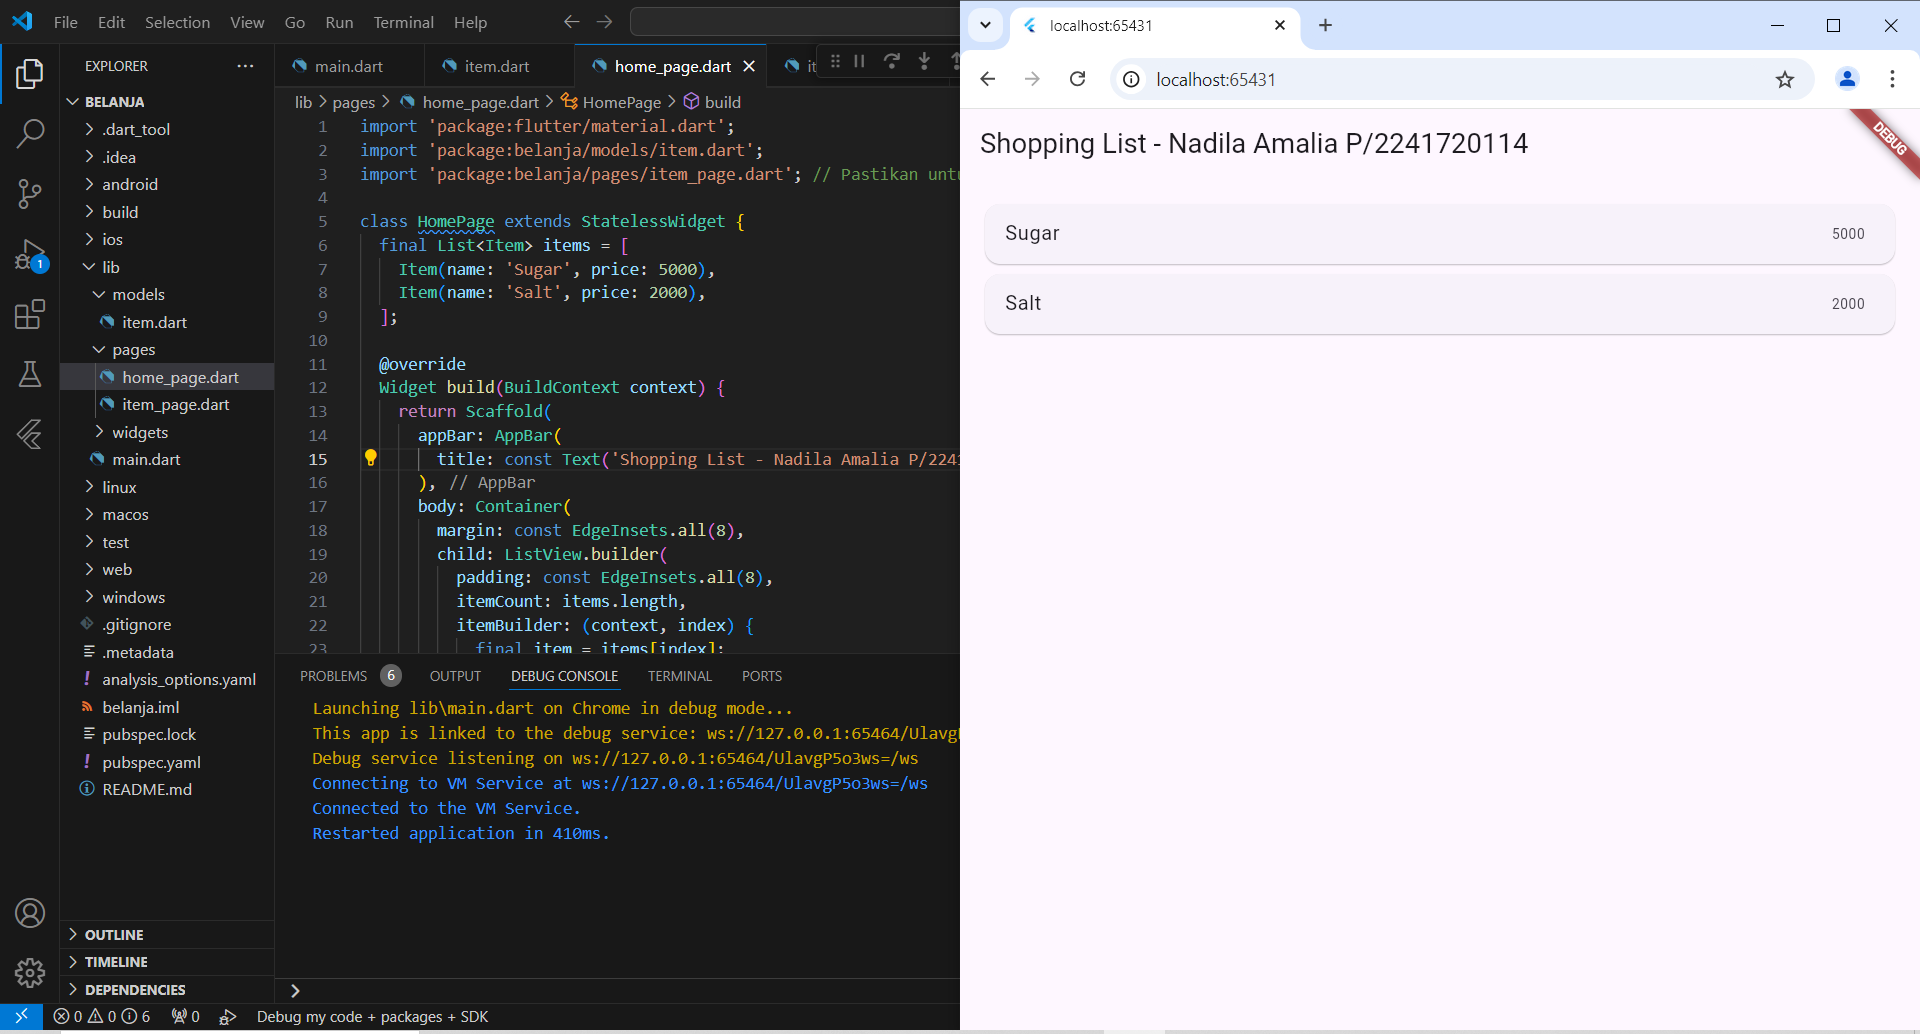 File Edit Selection View Go Run Terminal Help
EXPLORER
BELANJA
.dart_tool
.idea
android
build
ios
lib
models
item.dart
pages
home_page.dart
item_page.dart
widgets
main.dart
linux
macos
test
web
windows
.gitignore
.metadata
analysis_options.yaml
belanja.iml
pubspec.lock
pubspec.yaml
README.md
OUTLINE
TIMELINE
DEPENDENCIES
1
main.dart item.dart home_page.dart it
lib > pages > home_page.dart > HomePage > build
1 import 'package:flutter/material.dart';
2 import 'package:belanja/models/item.dart';
3 import 'package:belanja/pages/item_page.dart'; // Pastikan untu
4
5 class HomePage extends StatelessWidget {
6 final List<Item> items = [
7 Item(name: 'Sugar', price: 5000),
8 Item(name: 'Salt', price: 2000),
9 ];
10
11 @override
12 Widget build(BuildContext context) {
13 return Scaffold(
14 appBar: AppBar(
15 title: const Text('Shopping List - Nadila Amalia P/2241
16 ), // AppBar
17 body: Container(
18 margin: const EdgeInsets.all(8),
19 child: ListView.builder(
20 padding: const EdgeInsets.all(8),
21 itemCount: items.length,
22 itemBuilder: (context, index) {
23 final item = items[index];
PROBLEMS 6 OUTPUT DEBUG CONSOLE TERMINAL PORTS
Launching lib\main.dart on Chrome in debug mode...
This app is linked to the debug service: ws://127.0.0.1:65464/UlavgP
Debug service listening on ws://127.0.0.1:65464/UlavgP5o3ws=/ws
Connecting to VM Service at ws://127.0.0.1:65464/UlavgP5o3ws=/ws
Connected to the VM Service.
Restarted application in 410ms.
>
0 0 6 0 Debug my code + packages + SDK
localhost:65431
localhost:65431
Shopping List - Nadila Amalia P/2241720114
DEBUG
Sugar 5000
Salt 2000